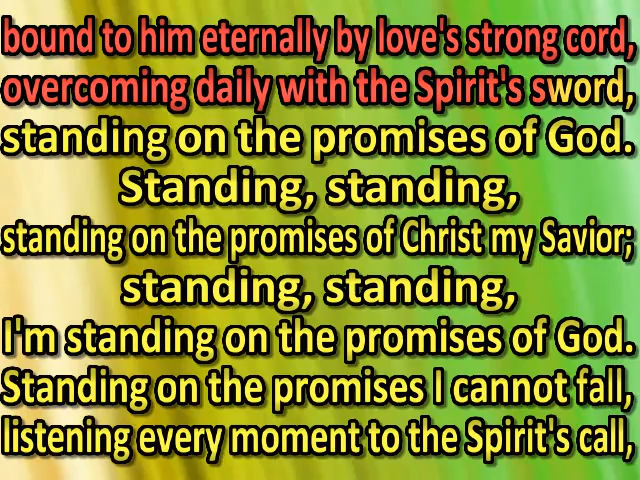 bound to him eternally by love's strong cord,
overcoming daily with the Spirit's sword,
standing on the promises of God.
Standing, standing,
standing on the promises of Christ my Savior;
standing, standing,
I'm standing on the promises of God.
Standing on the promises I cannot fall,
listening every moment to the Spirit's call,